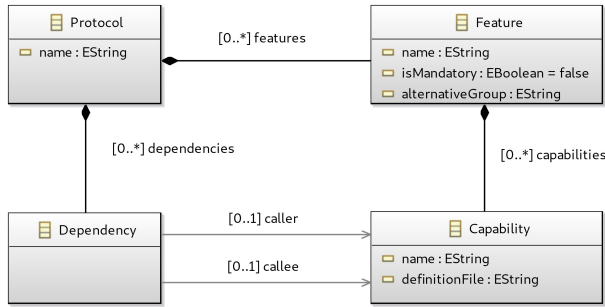 Protocol
name : EString
[0..*] features
Feature
name : EString
isMandatory : EBoolean = false
alternativeGroup : EString
[0..*] dependencies
[0..*] capabilities
Dependency
[0..1] caller
[0..1] callee
Capability
name : EString
definitionFile : EString